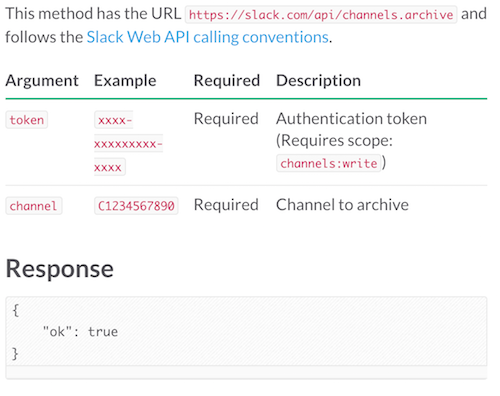 This method has the URL https://slack.com/api/channels.archive and
follows the Slack Web API calling conventions.
Argument Example Required Description
token xxxx- Required Authentication token
xxxxxxxxx- (Requires scope:
xxxx channels:write )
channel C1234567890 Required Channel to archive
Response
{
"ok": true
}